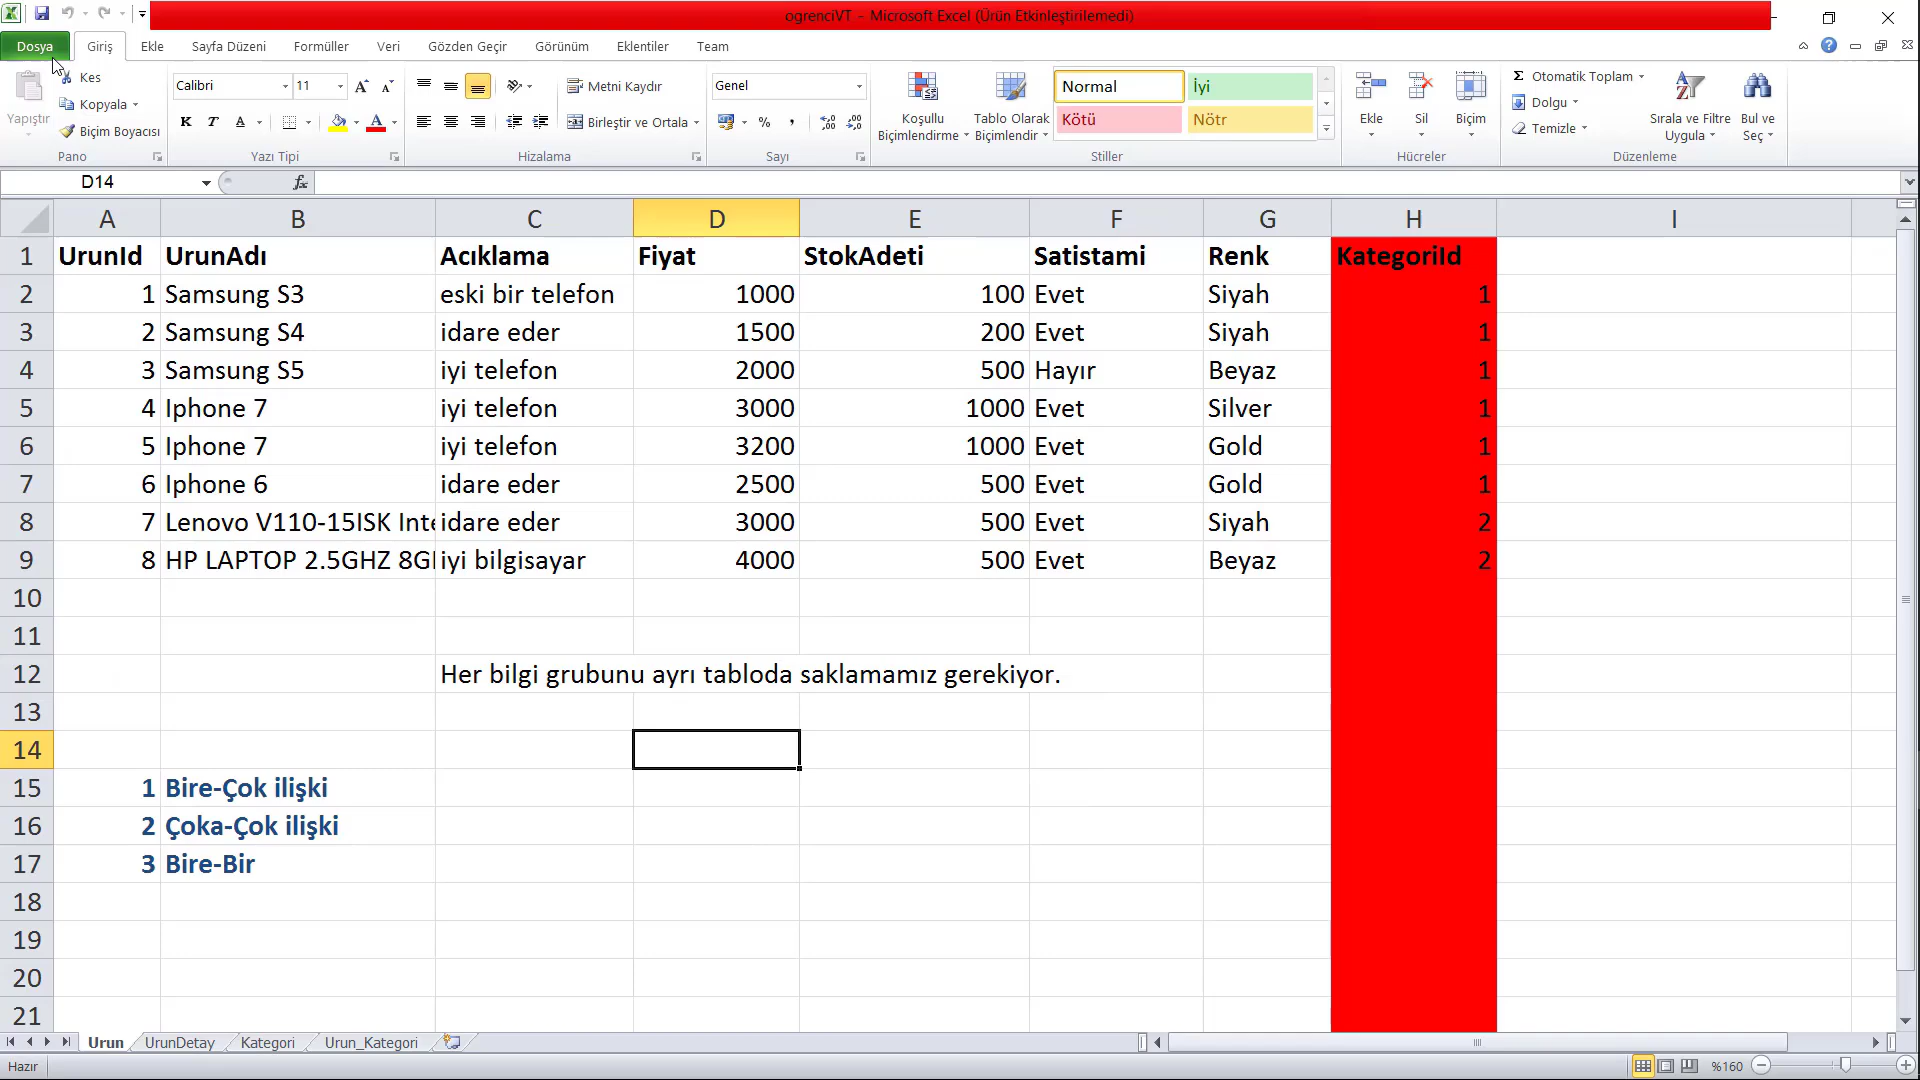 ogrenciVT - Microsoft Excel (Ürün Etkinleştirilemedi)
Dosya Giriş Ekle Sayfa Düzeni Formüller Veri Gözden Geçir Görünüm Eklentiler Team
Yapıştır
Kes
Kopyala
Biçim Boyacısı
Pano
Calibri 11
K T A
Yazı Tipi
Metni Kaydır
Birleştir ve Ortala
Hizalama
Genel
%
Sayı
Koşullu Biçimlendirme
Tablo Olarak Biçimlendir
Normal İyi
Kötü Nötr
Stiller
Ekle Sil Biçim
Hücreler
Otomatik Toplam
Dolgu
Temizle
Sırala ve Filtre Uygula
Bul ve Seç
Düzenleme
D14 fx
A B C D E F G H I
1 UrunId UrunAdı Acıklama Fiyat StokAdeti Satistami Renk KategoriId
2 1 Samsung S3 eski bir telefon 1000 100 Evet Siyah 1
3 2 Samsung S4 idare eder 1500 200 Evet Siyah 1
4 3 Samsung S5 iyi telefon 2000 500 Hayır Beyaz 1
5 4 Iphone 7 iyi telefon 3000 1000 Evet Silver 1
6 5 Iphone 7 iyi telefon 3200 1000 Evet Gold 1
7 6 Iphone 6 idare eder 2500 500 Evet Gold 1
8 7 Lenovo V110-15ISK Inte idare eder 3000 500 Evet Siyah 2
9 8 HP LAPTOP 2.5GHZ 8GI iyi bilgisayar 4000 500 Evet Beyaz 2
10
11
12 Her bilgi grubunu ayrı tabloda saklamamız gerekiyor.
13
14
15 1 Bire-Çok ilişki
16 2 Çoka-Çok ilişki
17 3 Bire-Bir
18
19
20
21
Urun UrunDetay Kategori Urun_Kategori
Hazır %160